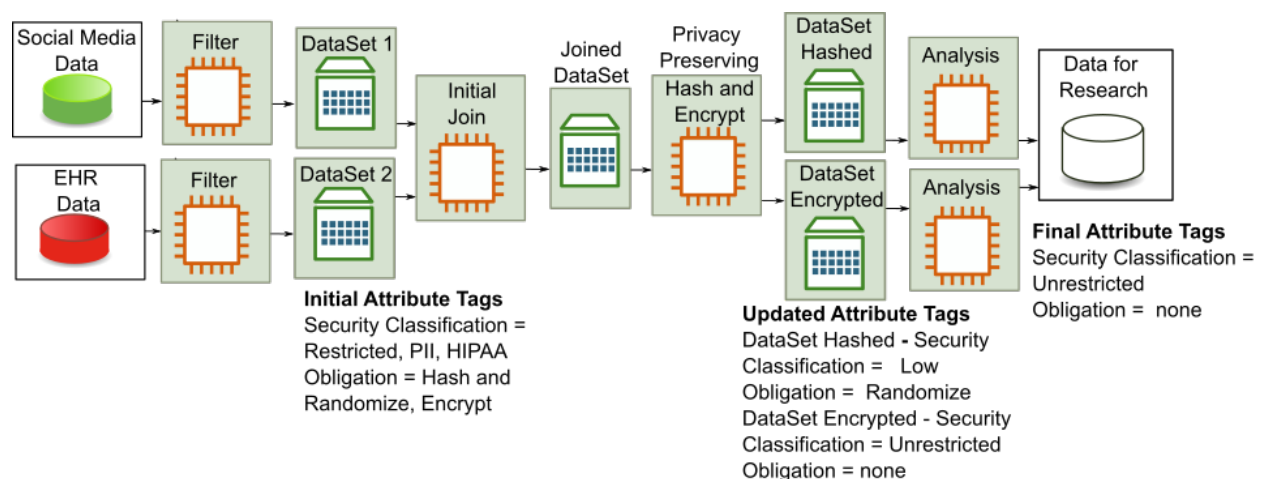 Social Media
Data
Filter
DataSet 1
EHR
Data
Filter
DataSet 2
Initial Attribute Tags
Security Classification =
Restricted, PII, HIPAA
Obligation = Hash and
Randomize, Encrypt
Initial
Join
Joined
DataSet
Privacy
Preserving
Hash and
Encrypt
DataSet
Hashed
Analysis
DataSet
Encrypted
Analysis
Updated Attribute Tags
DataSet Hashed - Security
Classification = Low
Obligation = Randomize
DataSet Encrypted - Security
Classification = Unrestricted
Obligation = none
Data for
Research
Final Attribute Tags
Security Classification =
Unrestricted
Obligation = none